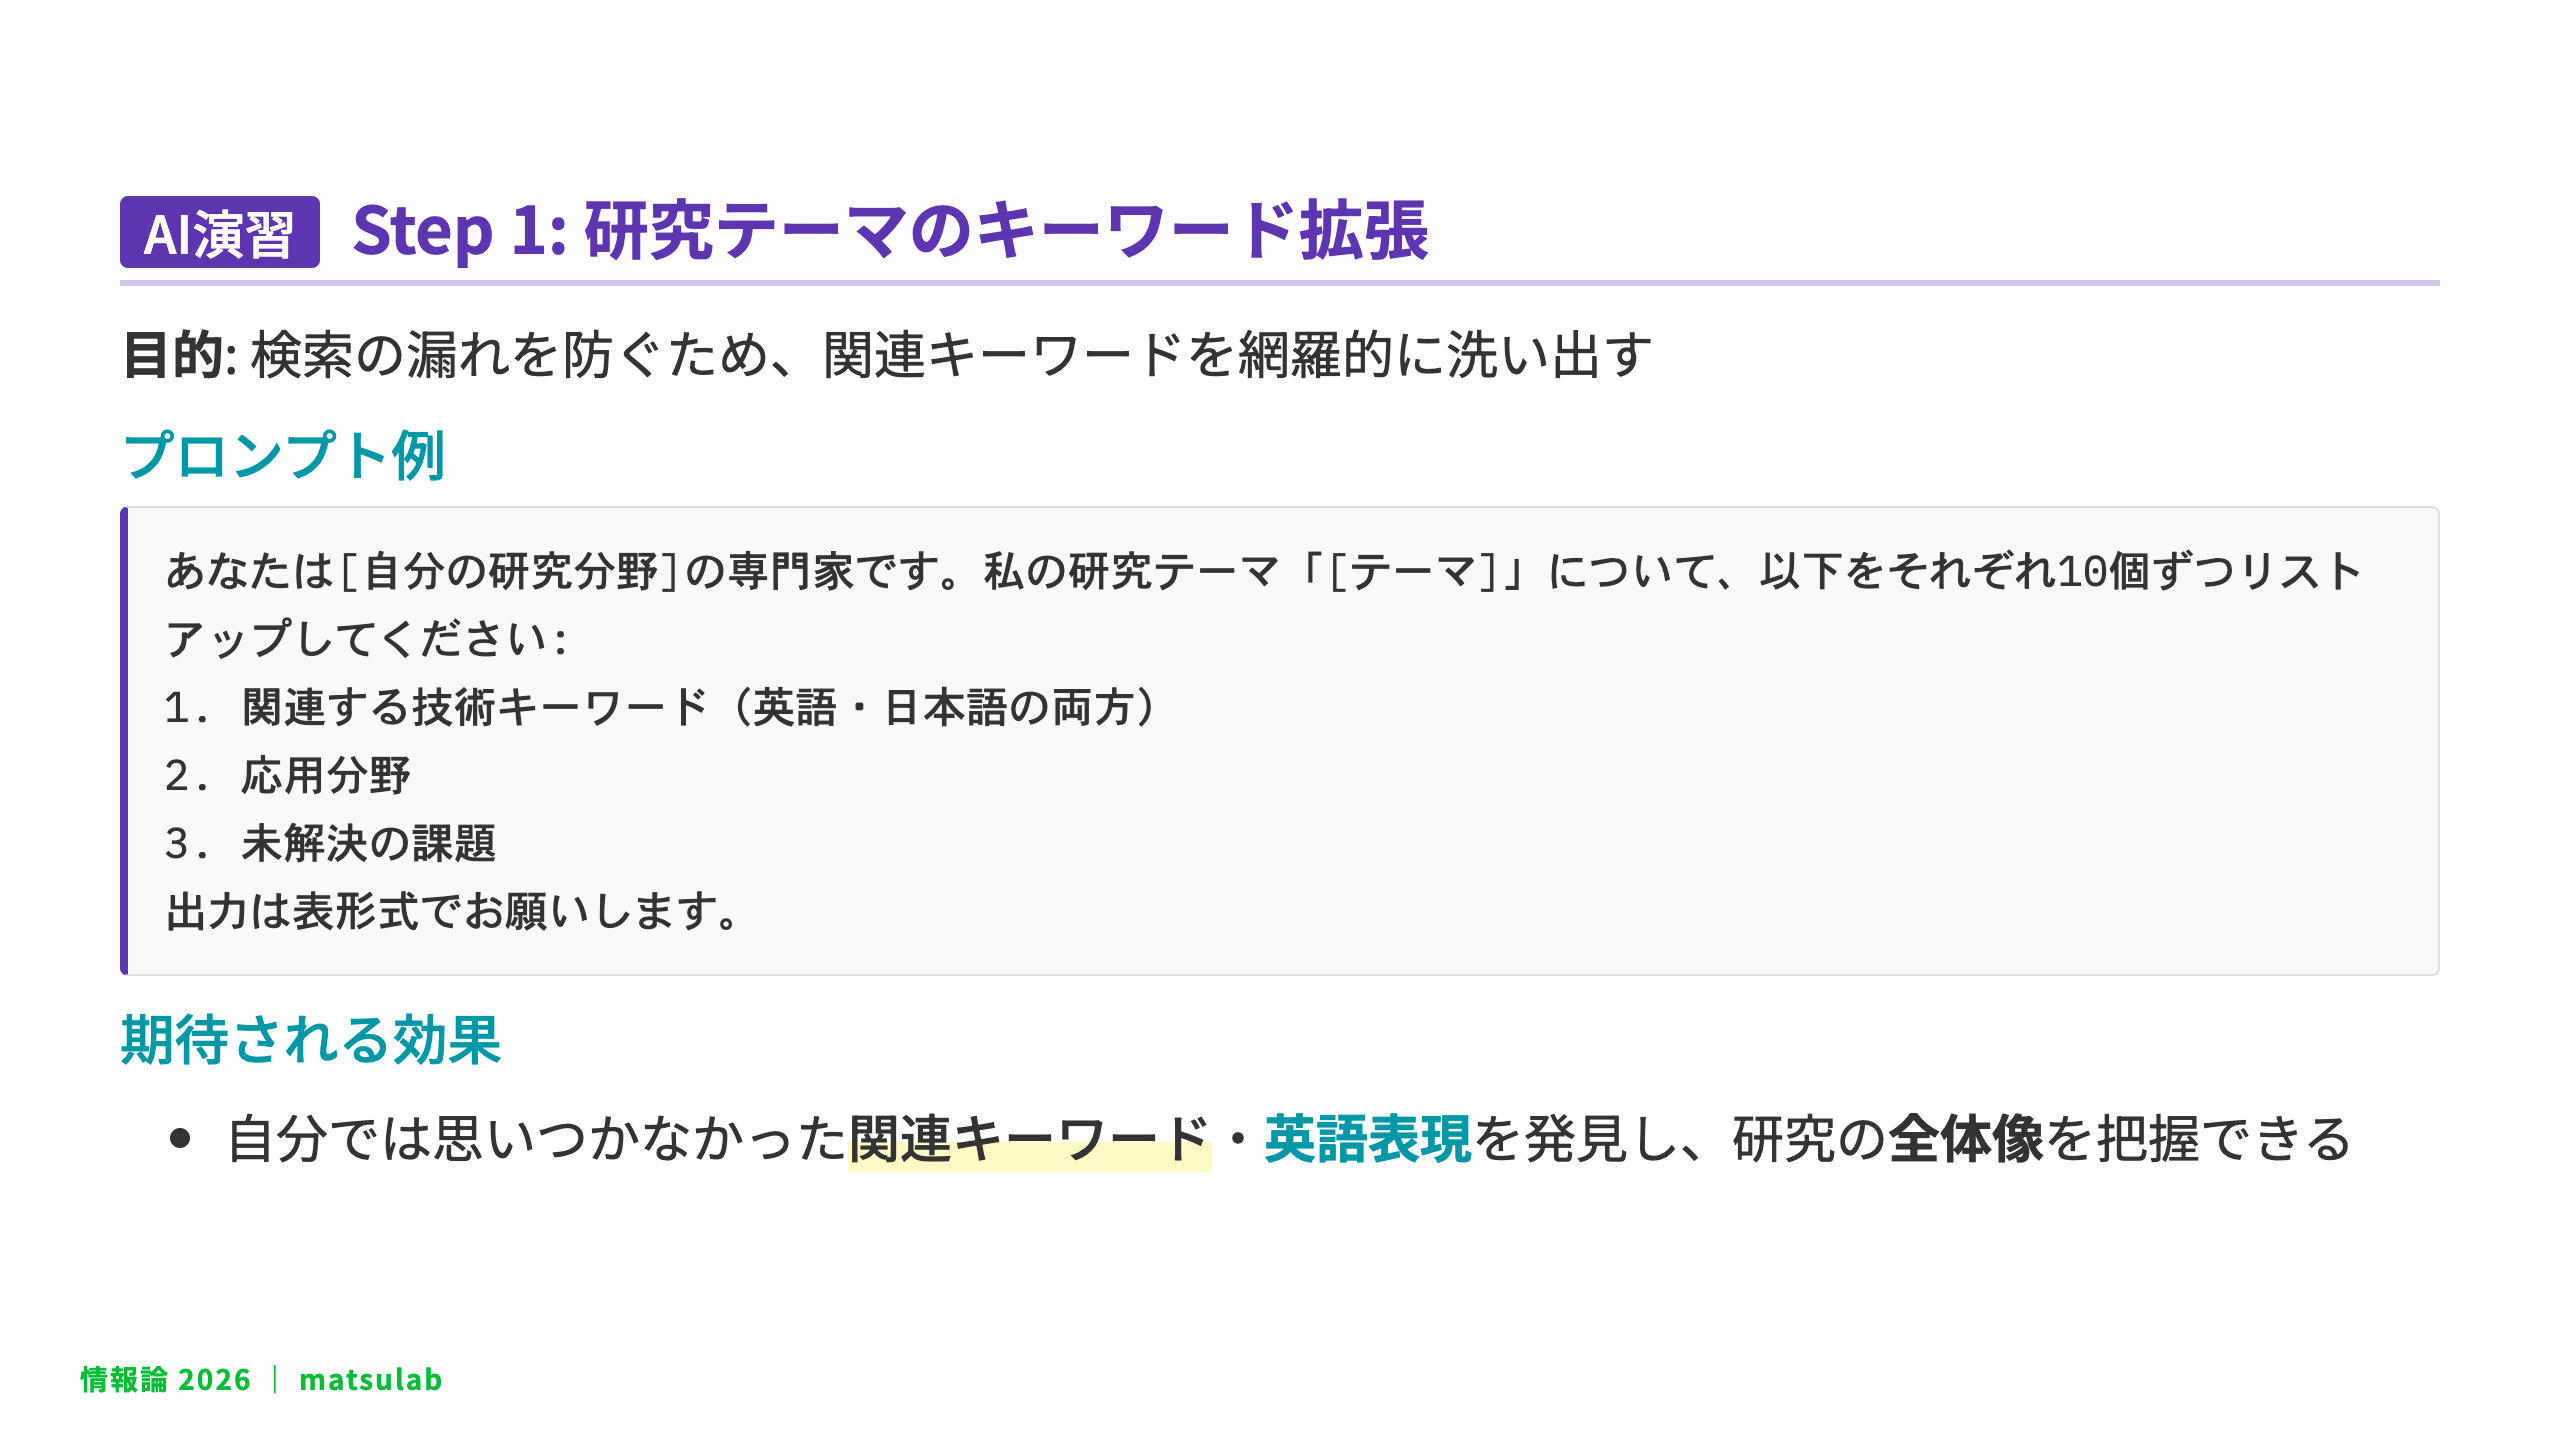 AI演習 Step 1: 研究テーマのキーワード拡張
目的: 検索の漏れを防ぐため、関連キーワードを網羅的に洗い出す
プロンプト例
あなたは[自分の研究分野]の専門家です。私の研究テーマ「[テーマ]」について、以下をそれぞれ10個ずつリスト
アップしてください:
1. 関連する技術キーワード（英語・日本語の両方）
2. 応用分野
3. 未解決の課題
出力は表形式でお願いします。
期待される効果
• 自分では思いつかなかった関連キーワード・英語表現を発見し、研究の全体像を把握できる
情報論 2026 ｜ matsulab